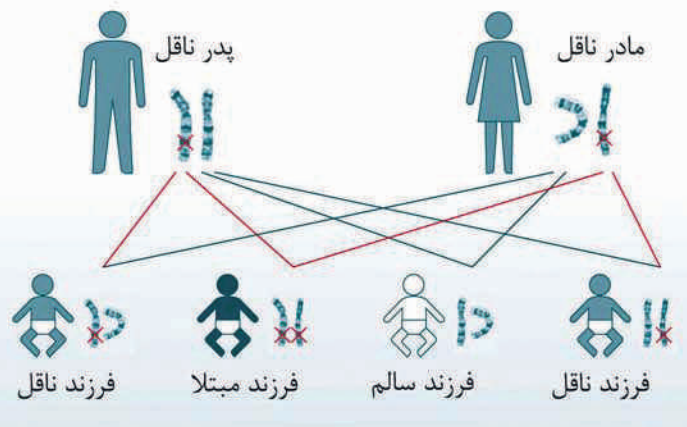 مادر ناقل
پدر ناقل
فرزند ناقل
فرزند سالم
فرزند مبتلا
فرزند ناقل